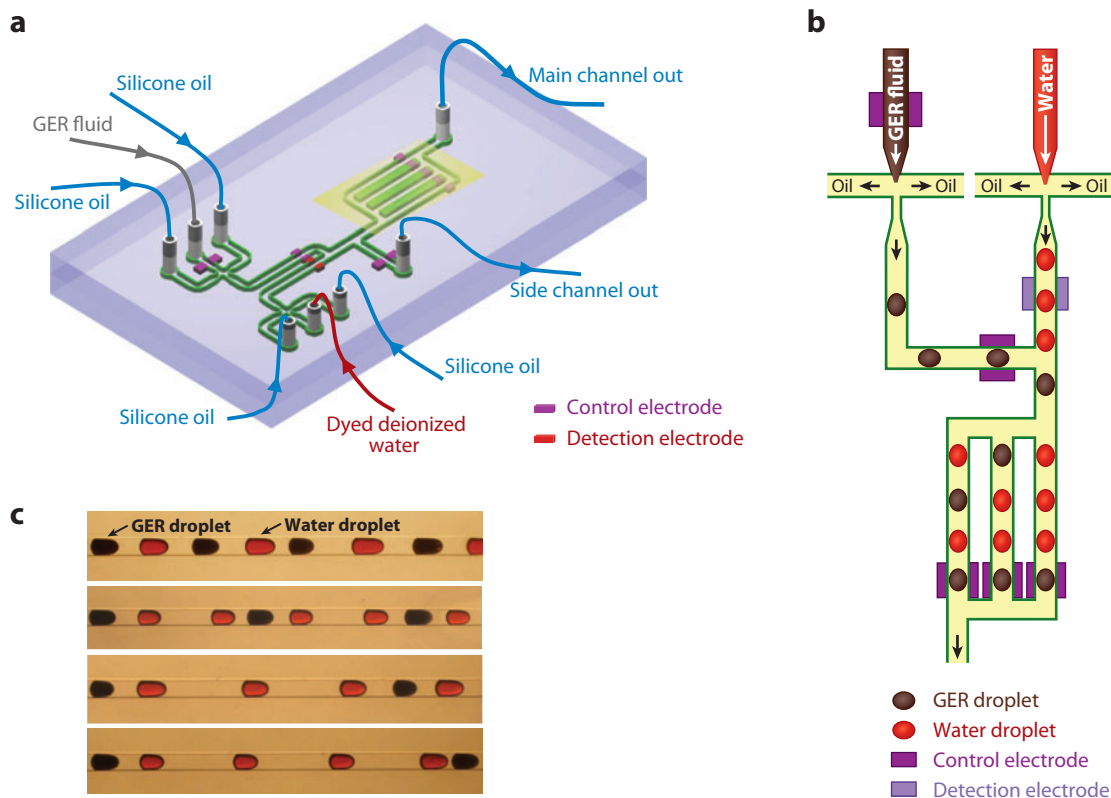 a
Silicone oil
GER fluid
Silicone oil
Main channel out
Side channel out
Silicone oil
Silicone oil
Dyed deionized
water
Control electrode
Detection electrode
b
GER fluid
Water
Oil
Oil
Oil
Oil
GER droplet
Water droplet
Control electrode
Detection electrode
c
GER droplet
Water droplet